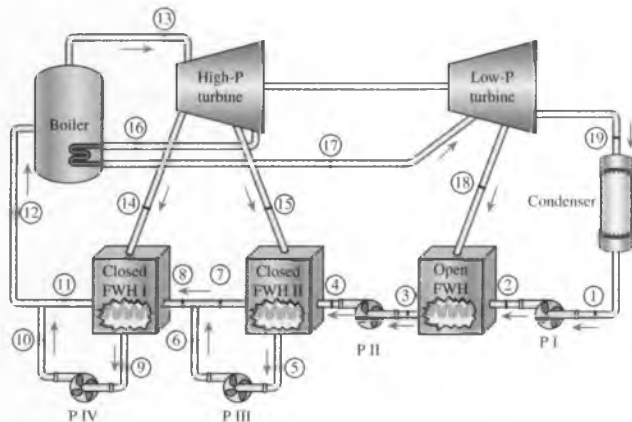 13
High-P
turbine
Low-P
turbine
Boiler
16
17
19
12
14
15
18
Condenser
11
Closed
FWH I
8
7
Closed
FWH II
4
3
Open
FWH
2
1
10
9
6
5
P II
P I
P IV
P III